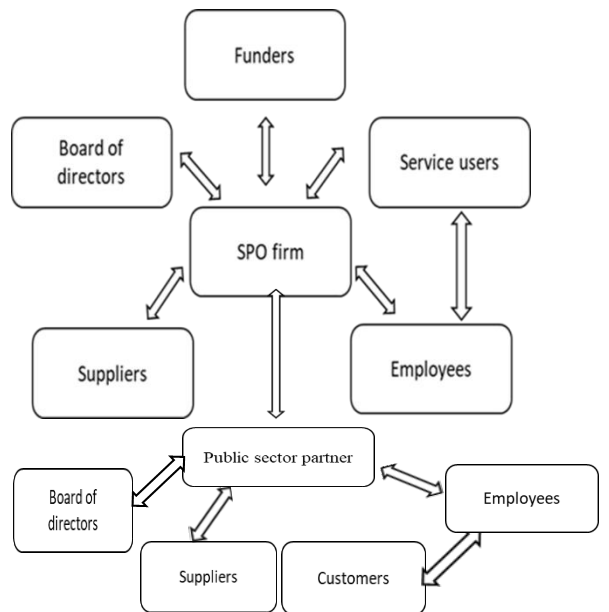 Funders
Board of
directors
Service users
SPO firm
Suppliers
Employees
Public sector partner
Board of
directors
Employees
Suppliers
Customers